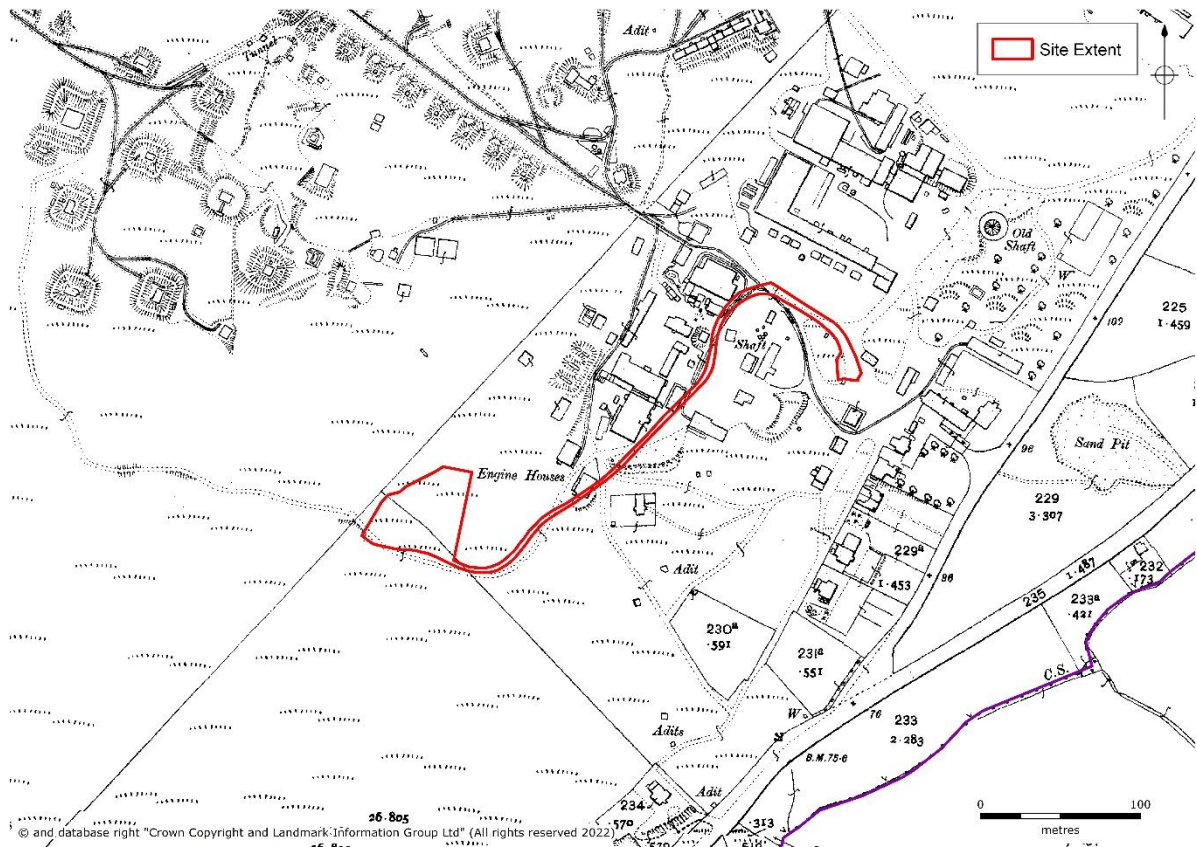 Adit
Site Extent
Tunnel
Old
Shaft
W
225
1·459
109
Shaft
Sand Pit
96
229
3·307
Engine Houses
229ª
1·453
86
1·487
235
232
·173
233ª
·421
Adit
230ª
·591
231ª
·551
C.S.
W
76
233
2·283
Adits
B.M.75·6
Adit
234
·570
313
26·805
0 100
metres
© and database right "Crown Copyright and Landmark Information Group Ltd" (All rights reserved 2022)